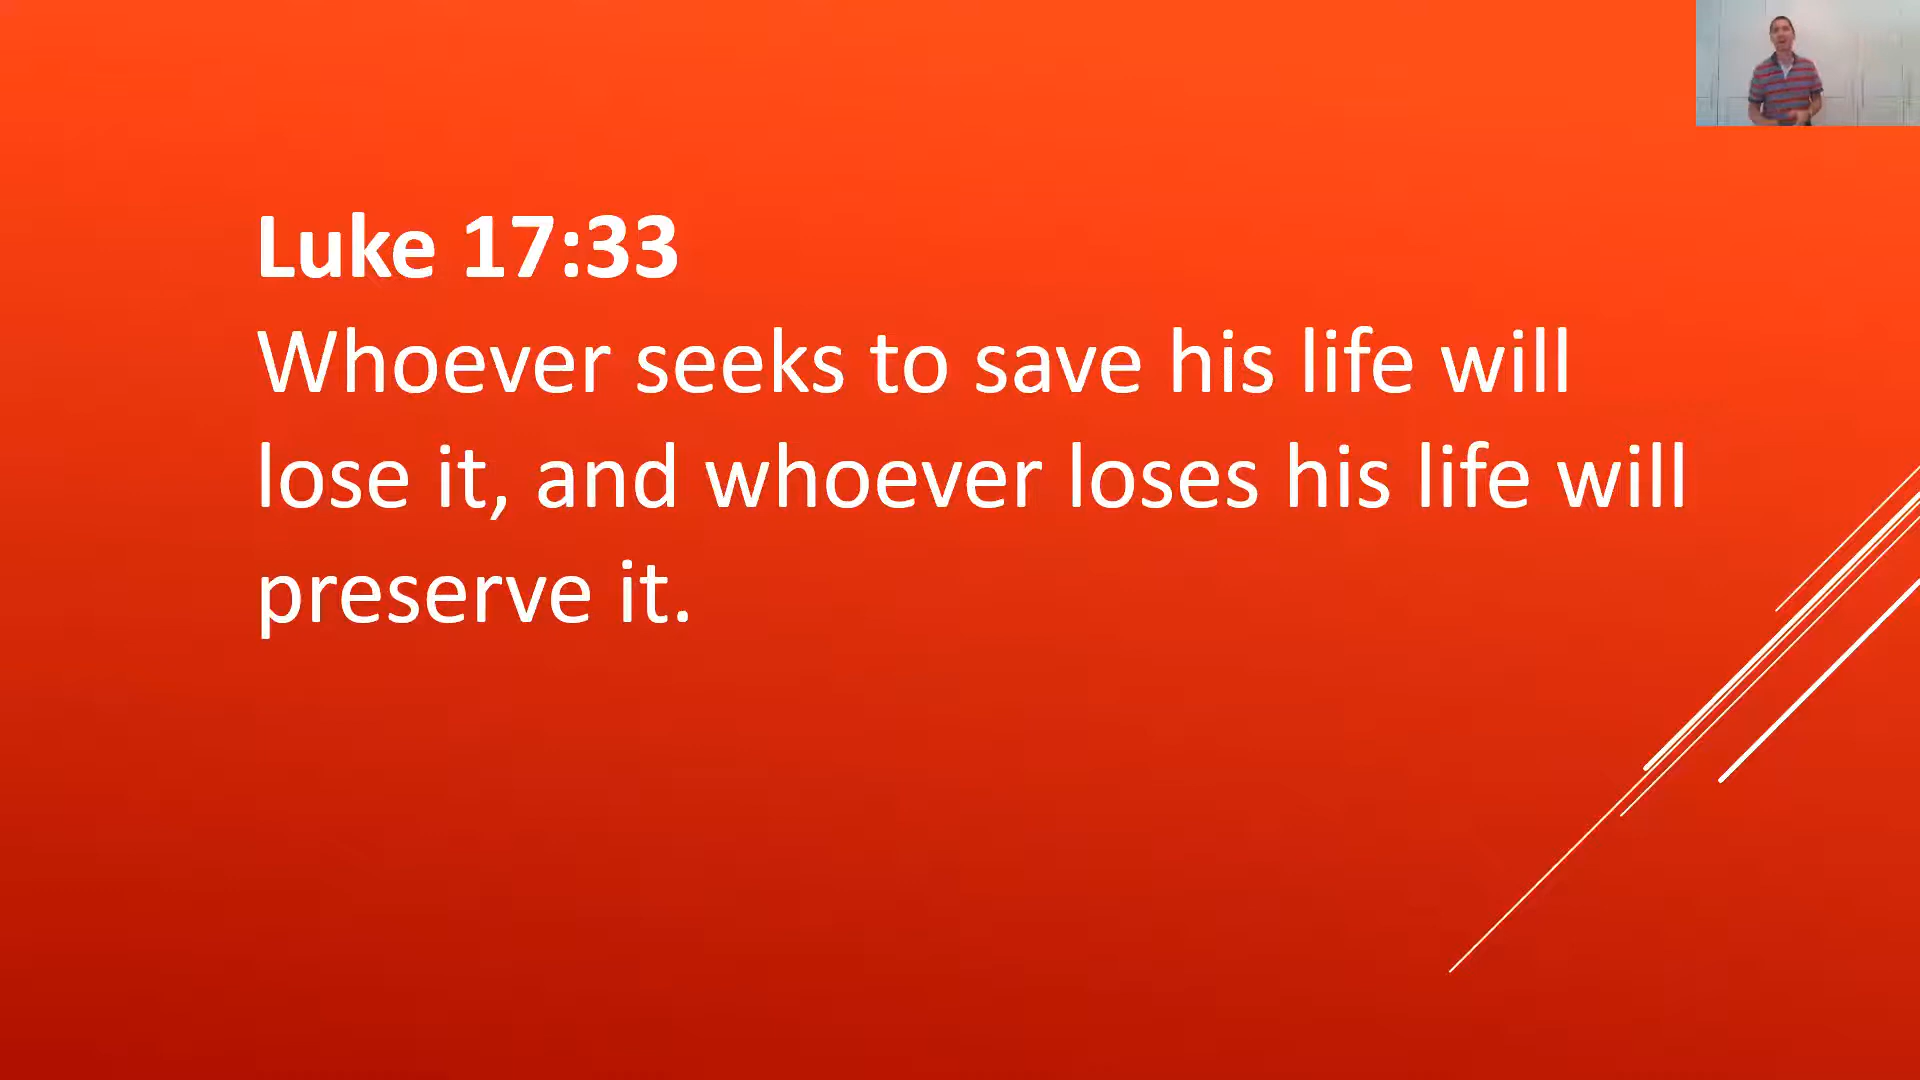 Luke 17:33
Whoever seeks to save his life will
lose it, and whoever loses his life will
preserve it.